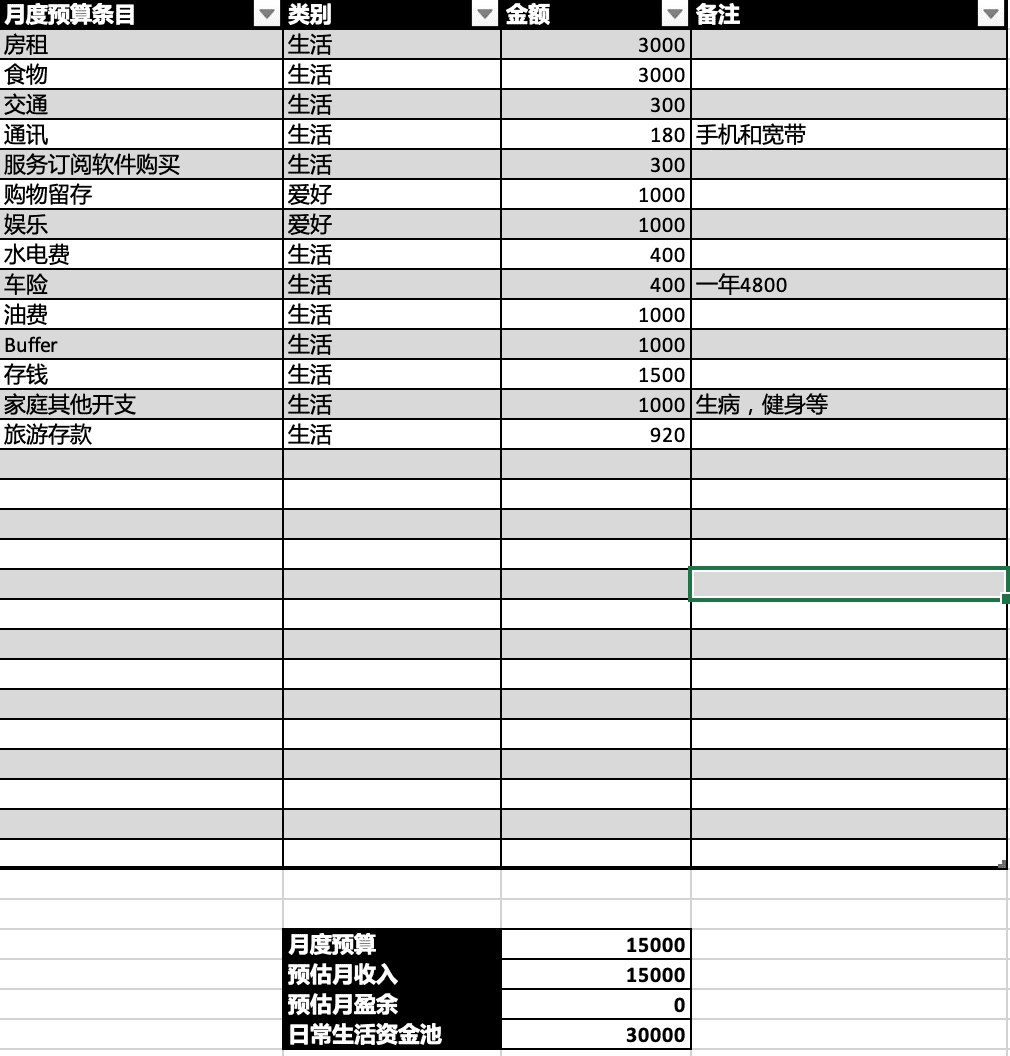 月度预算条目 类别 金额 备注
房租 生活 3000
食物 生活 3000
交通 生活 300
通讯 生活 180 手机和宽带
服务订阅软件购买 生活 300
购物留存 爱好 1000
娱乐 爱好 1000
水电费 生活 400
车险 生活 400 一年4800
油费 生活 1000
Buffer 生活 1000
存钱 生活 1500
家庭其他开支 生活 1000 生病，健身等
旅游存款 生活 920
月度预算 15000
预估月收入 15000
预估月盈余 0
日常生活资金池 30000